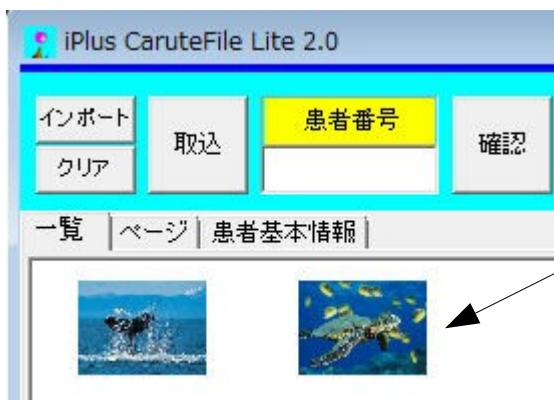 iPlus CaruteFile Lite 2.0
インポート
クリア
取込
患者番号
確認
一覧
ページ
患者基本情報